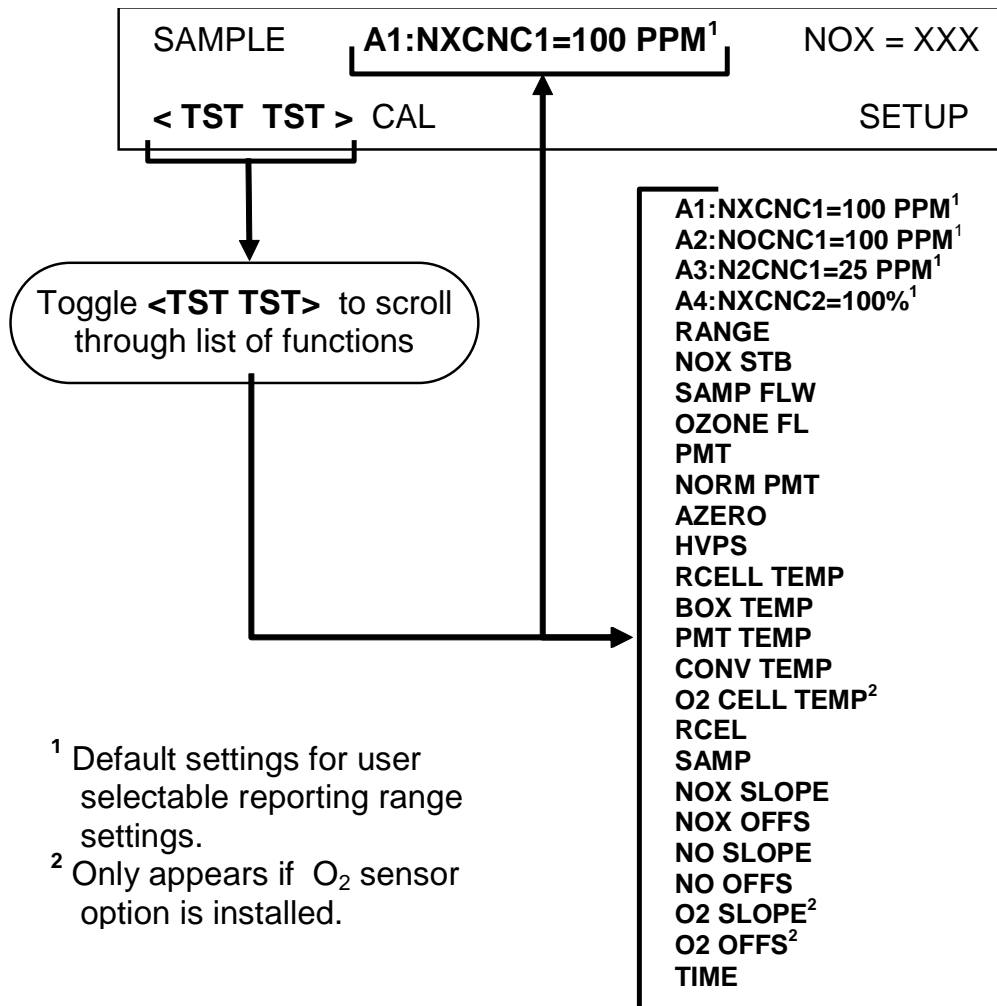 SAMPLE A1:NXCNC1=100 PPM¹ NOX = XXX
< TST TST > CAL SETUP
Toggle <TST TST> to scroll
through list of functions
A1:NXCNC1=100 PPM¹
A2:NOCNC1=100 PPM¹
A3:N2CNC1=25 PPM¹
A4:NXCNC2=100%¹
RANGE
NOX STB
SAMP FLW
OZONE FL
PMT
NORM PMT
AZERO
HVPS
RCELL TEMP
BOX TEMP
PMT TEMP
CONV TEMP
O2 CELL TEMP²
RCEL
SAMP
NOX SLOPE
NOX OFFS
NO SLOPE
NO OFFS
O2 SLOPE²
O2 OFFS²
TIME
¹ Default settings for user
selectable reporting range
settings.
² Only appears if O₂ sensor
option is installed.